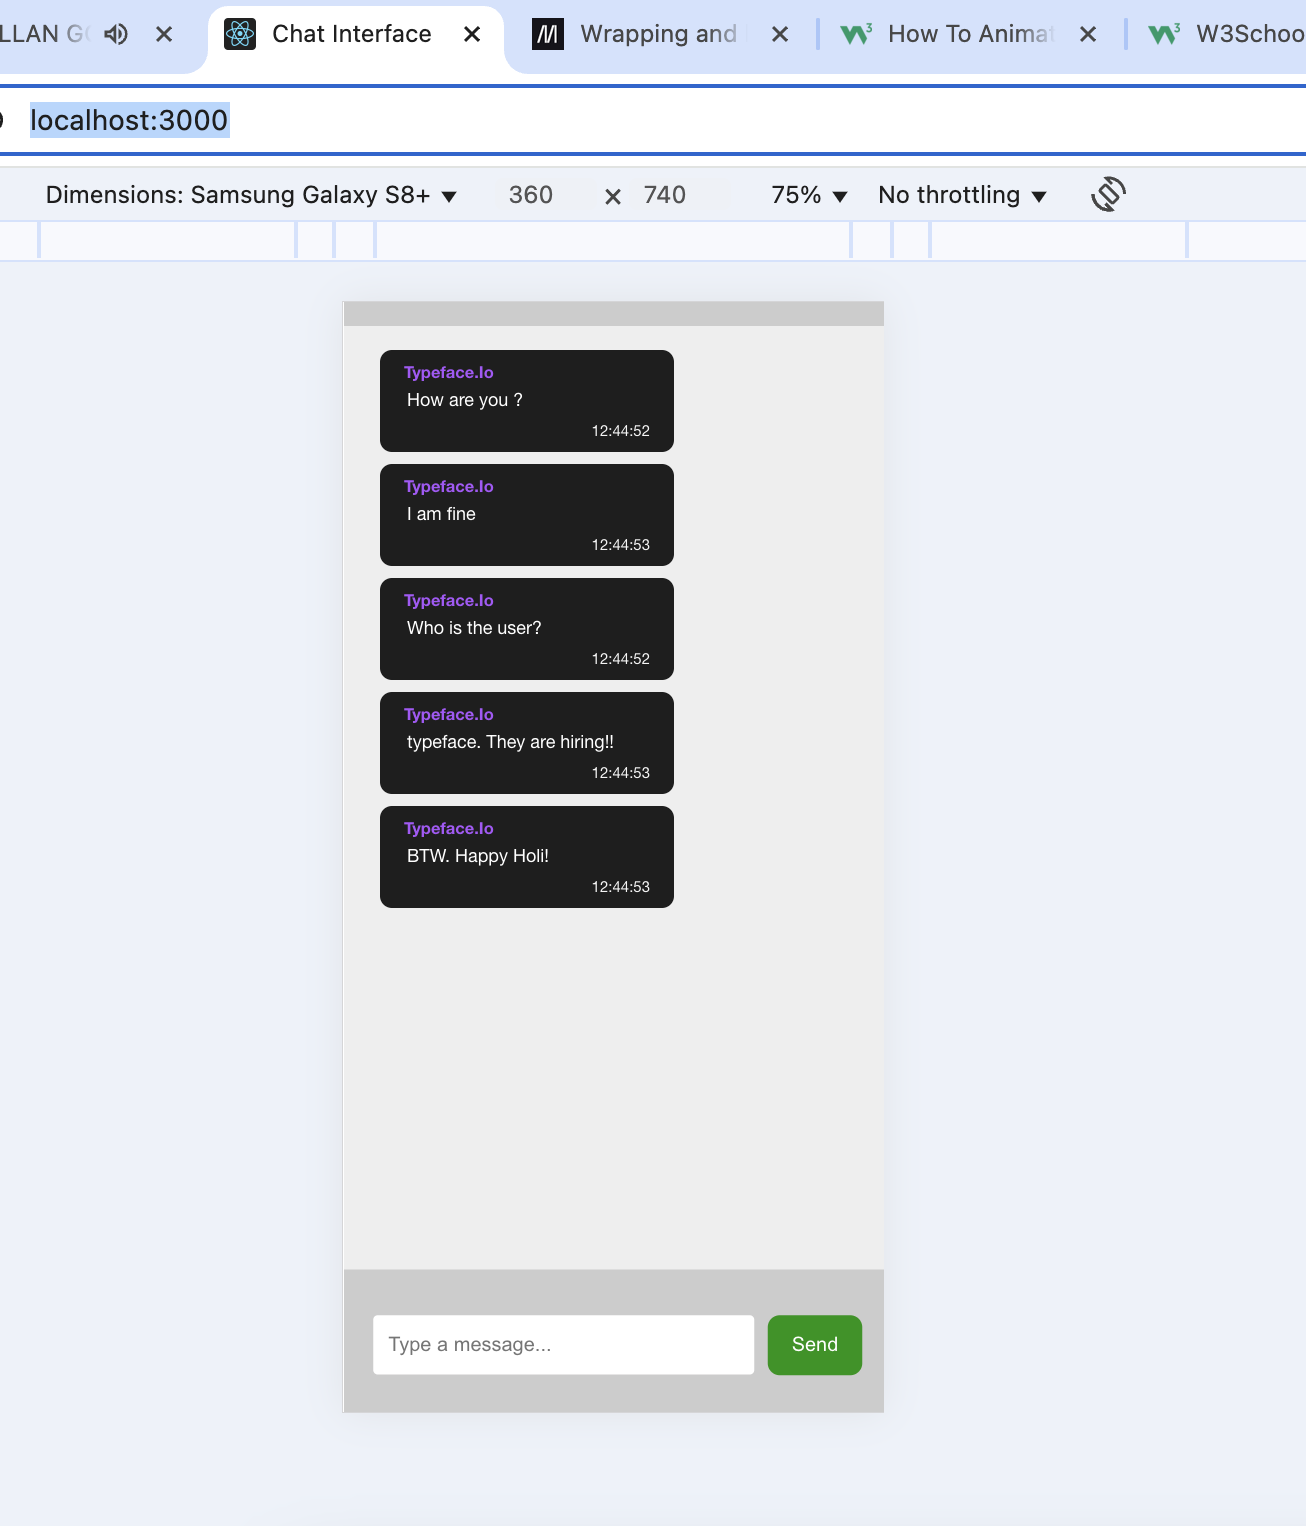 LLAN
Chat Interface
Wrapping and
How To Animat
W3Schoo
localhost:3000
Dimensions: Samsung Galaxy S8+ 360 × 740 75% No throttling
Typeface.Io
How are you ?
12:44:52
Typeface.Io
I am fine
12:44:53
Typeface.Io
Who is the user?
12:44:52
Typeface.Io
typeface. They are hiring!!
12:44:53
Typeface.Io
BTW. Happy Holi!
12:44:53
Type a message...
Send